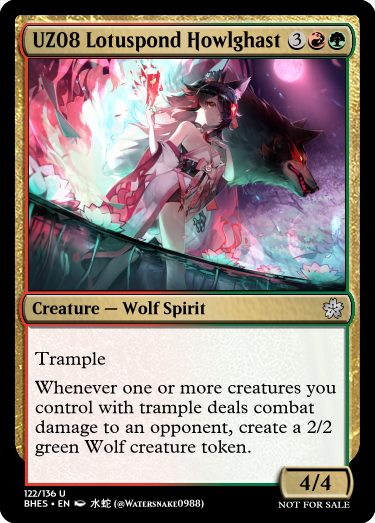 UZ08 Lotuspond Howlghast 3
Creature — Wolf Spirit
Trample
Whenever one or more creatures you
control with trample deals combat
damage to an opponent, create a 2/2
green Wolf creature token.
4/4
122/136 U
BHES • EN 水蛇 (@Watersnake0988)
NOT FOR SALE